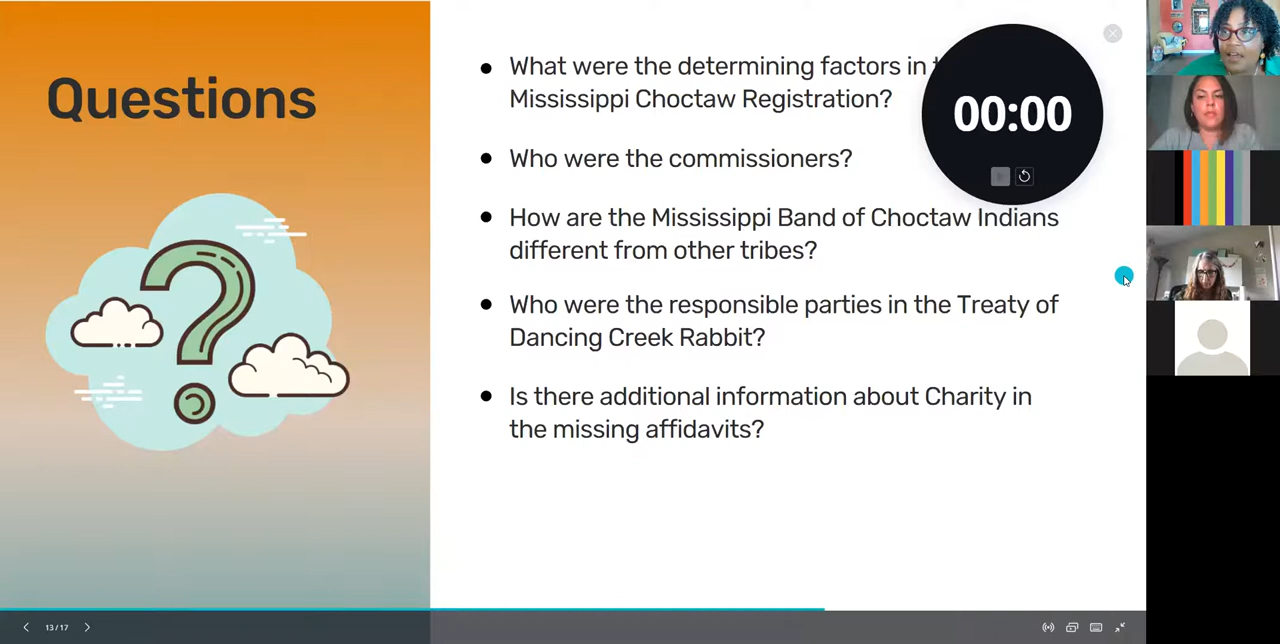 Questions
What were the determining factors in
Mississippi Choctaw Registration?
Who were the commissioners?
How are the Mississippi Band of Choctaw Indians
different from other tribes?
Who were the responsible parties in the Treaty of
Dancing Creek Rabbit?
Is there additional information about Charity in
the missing affidavits?
00:00
13 / 17